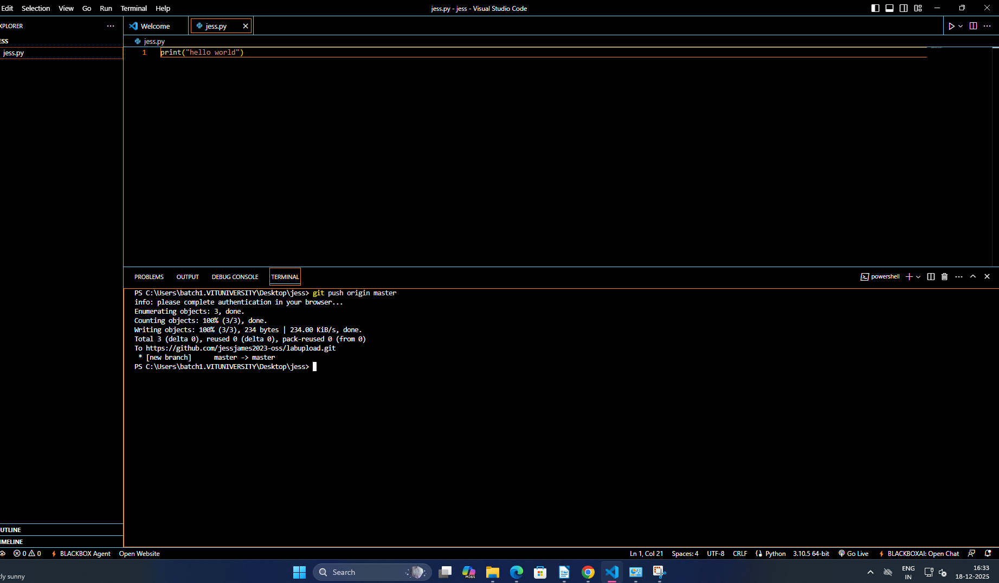 Edit Selection View Go Run Terminal Help
jess.py - jess - Visual Studio Code
XPLORER
Welcome
jess.py
ESS
jess.py
jess.py
1 print("hello world")
PROBLEMS OUTPUT DEBUG CONSOLE TERMINAL
powershell
PS C:\Users\batch1.VITUNIVERSITY\Desktop\jess> git push origin master
info: please complete authentication in your browser...
Enumerating objects: 3, done.
Counting objects: 100% (3/3), done.
Writing objects: 100% (3/3), 234 bytes | 234.00 KiB/s, done.
Total 3 (delta 0), reused 0 (delta 0), pack-reused 0 (from 0)
To https://github.com/jessjames2023-oss/labupload.git
* [new branch] master -> master
PS C:\Users\batch1.VITUNIVERSITY\Desktop\jess>
UTLINE
IMELINE
0 0 BLACKBOX Agent Open Website
Ln 1, Col 21 Spaces: 4 UTF-8 CRLF Python 3.10.5 64-bit Go Live BLACKBOXAI: Open Chat
tly sunny
Search
M365
ENG
IN
16:33
18-12-2025